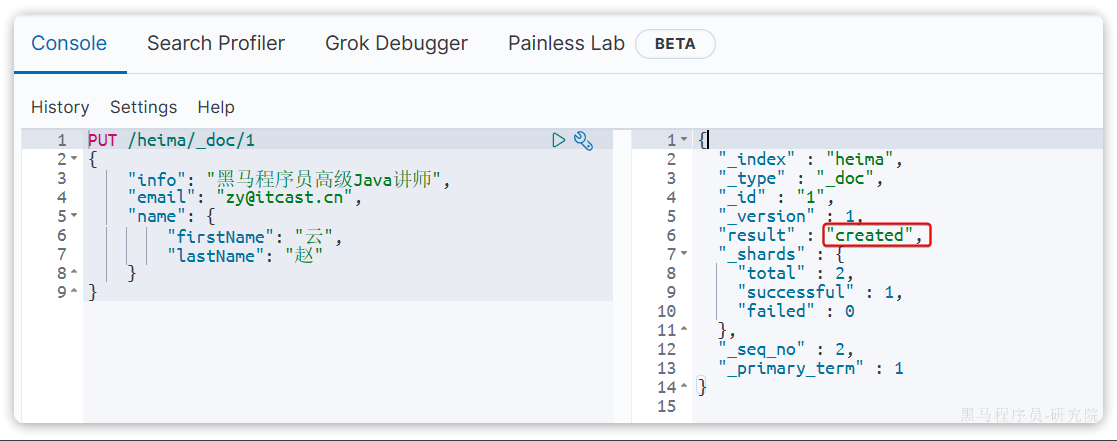 Console Search Profiler Grok Debugger Painless Lab BETA
History Settings Help
1 PUT /heima/_doc/1
2 {
3 "info": "黑马程序员高级Java讲师",
4 "email": "zy@itcast.cn",
5 "name": {
6 "firstName": "云",
7 "lastName": "赵"
8 }
9 }
1 {
2 "_index" : "heima",
3 "_type" : "_doc",
4 "_id" : "1",
5 "_version" : 1,
6 "result" : "created",
7 "_shards" : {
8 "total" : 2,
9 "successful" : 1,
10 "failed" : 0
11 },
12 "_seq_no" : 2,
13 "_primary_term" : 1
14 }
15
黑马程序员-研究院